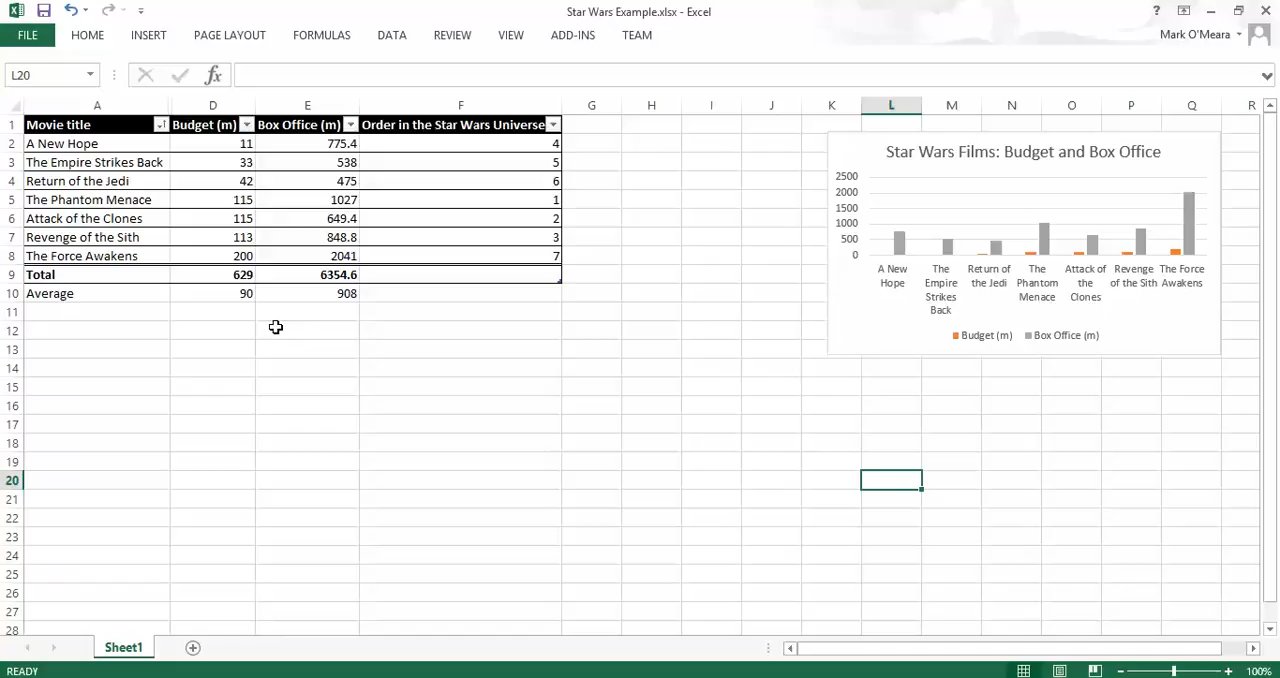 Star Wars Example.xlsx - Excel
FILE HOME INSERT PAGE LAYOUT FORMULAS DATA REVIEW VIEW ADD-INS TEAM Mark O'Meara
L20 fx
A D E F G H I J K L M N O P Q R
1 Movie title Budget (m) Box Office (m) Order in the Star Wars Universe
2 A New Hope 11 775.4 4
3 The Empire Strikes Back 33 538 5
4 Return of the Jedi 42 475 6
5 The Phantom Menace 115 1027 1
6 Attack of the Clones 115 649.4 2
7 Revenge of the Sith 113 848.8 3
8 The Force Awakens 200 2041 7
9 Total 629 6354.6
10 Average 90 908
11
12
13
14
15
16
17
18
19
20
21
22
23
24
25
26
27
28
Star Wars Films: Budget and Box Office
2500
2000
1500
1000
500
0
A New The Return of The Attack of Revenge The Force
Hope Empire the Jedi Phantom the of the Sith Awakens
Strikes Menace Clones
Back
Budget (m) Box Office (m)
Sheet1
READY 100%